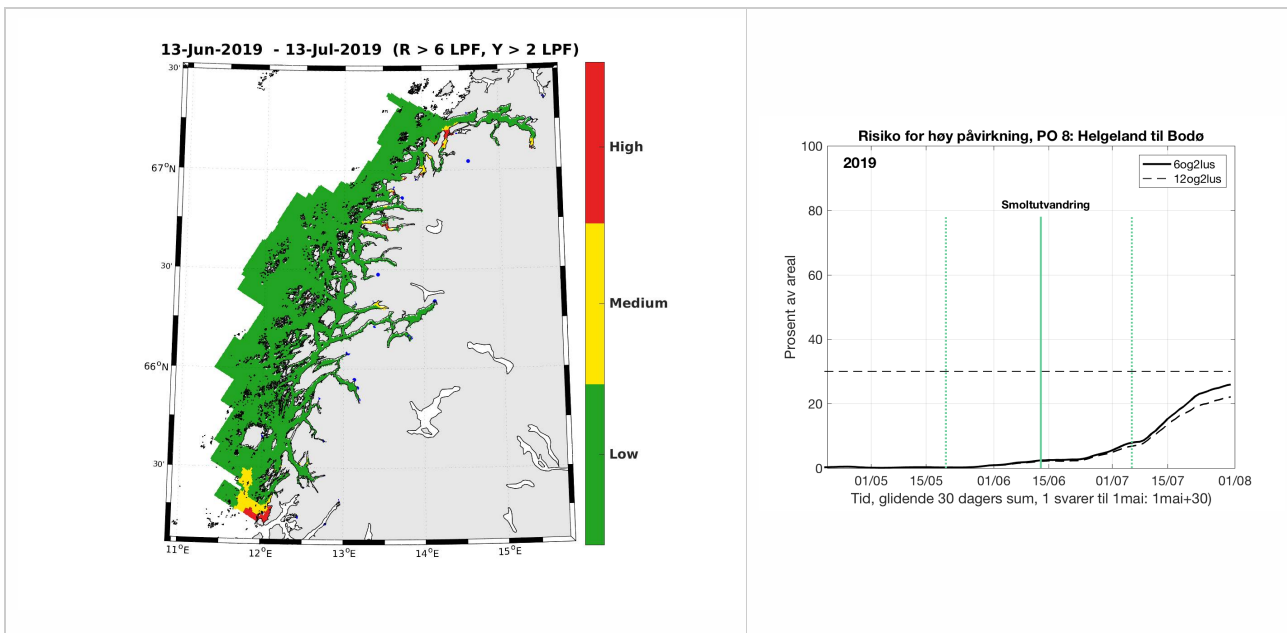 13-Jun-2019 - 13-Jul-2019 (R > 6 LPF, Y > 2 LPF)
30'
67°N
30'
66°N
30'
11°E
12°E
13°E
14°E
15°E
High
Medium
Low
Risiko for høy påvirkning, PO 8: Helgeland til Bodø
2019
6og2lus
12og2lus
Smoltutvandring
100
80
60
40
20
0
Prosent av areal
01/05
15/05
01/06
15/06
01/07
15/07
01/08
Tid, glidende 30 dagers sum, 1 svarer til 1mai: 1mai+30)